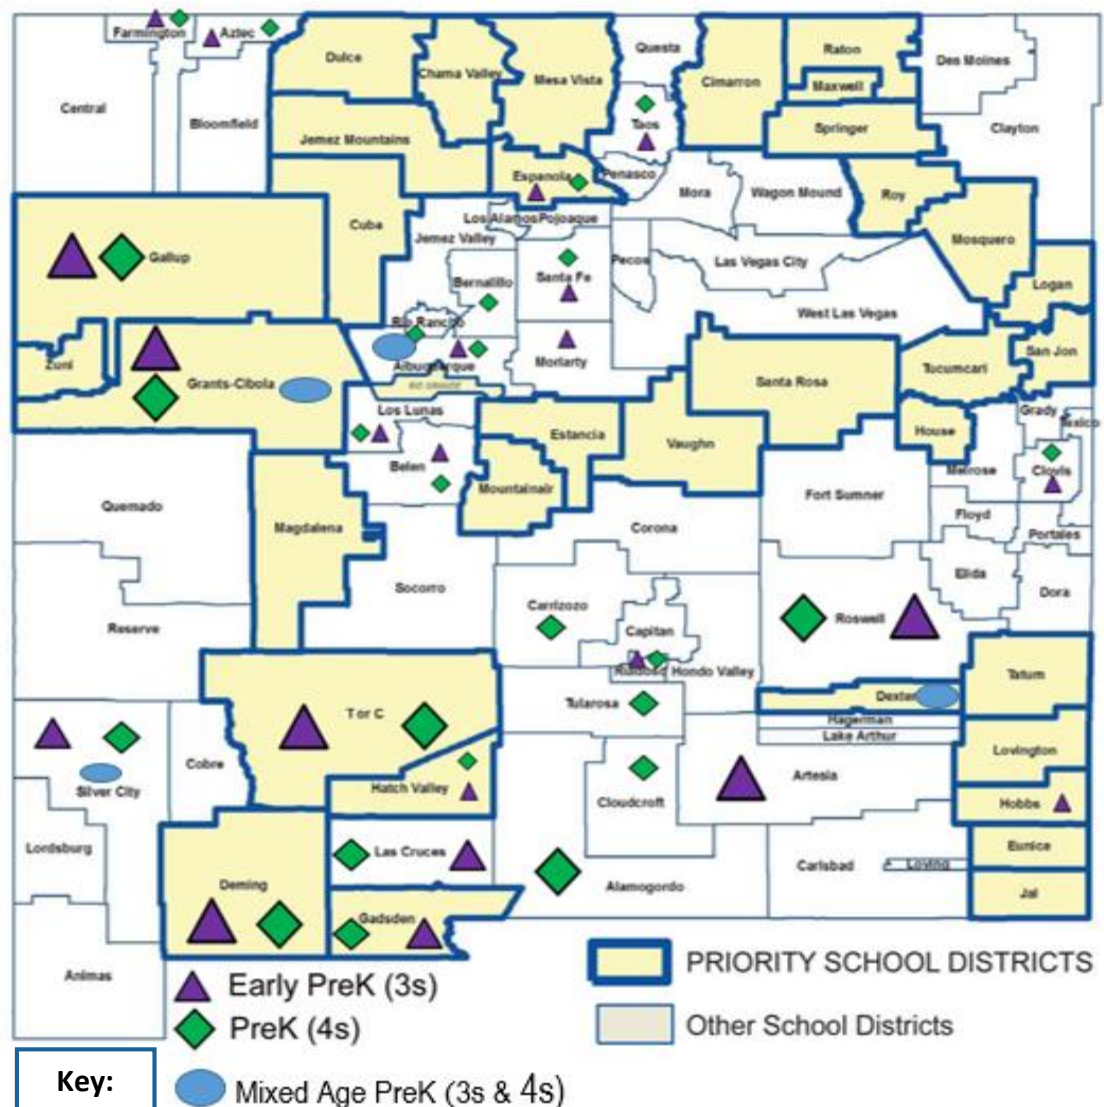 Farmington
Aztec
Questa
Dulce
Chama Valley
Mesa Vista
Cimarron
Raton
Maxwell
Des Moines
Central
Bloomfield
Jemez Mountains
Taos
Springer
Clayton
Espanola
Penasco
Mora
Wagon Mound
Roy
Cuba
Los Alamos
Pojoaque
Jemez Valley
Gallup
Bernalillo
Santa Fe
Pecos
Las Vegas City
Mosquero
Logan
Rio Rancho
West Las Vegas
Zuni
Grants-Cibola
Albuquerque
Moriarty
Santa Rosa
Tucumcari
San Jon
Los Lunas
Estancia
Vaughn
House
Grady
Texico
Belen
Mountainair
Melrose
Clovis
Quemado
Magdalena
Fort Sumner
Floyd
Corona
Portales
Socorro
Elida
Dora
Reserve
Carrizozo
Capitan
Roswell
Ruidoso
Hondo Valley
Tatum
T or C
Tularosa
Dexter
Hagerman
Lake Arthur
Lovington
Cobre
Silver City
Hatch Valley
Cloudcroft
Artesia
Hobbs
Lordsburg
Las Cruces
Carlsbad
Loving
Eunice
Deming
Alamogordo
Jal
Gadsden
Animas
PRIORITY SCHOOL DISTRICTS
Early PreK (3s)
PreK (4s)
Other School Districts
Key:
Mixed Age PreK (3s & 4s)